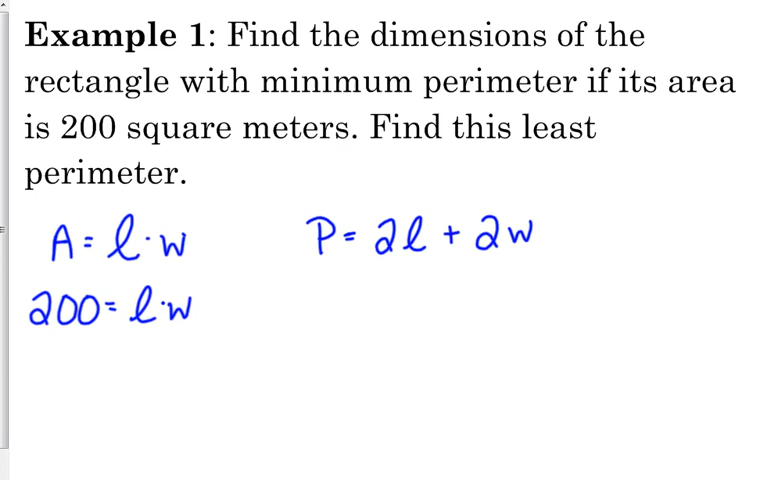 Example 1: Find the dimensions of the
rectangle with minimum perimeter if its area
is 200 square meters. Find this least
perimeter.
A = l · w P = 2l + 2w
200 = l · w